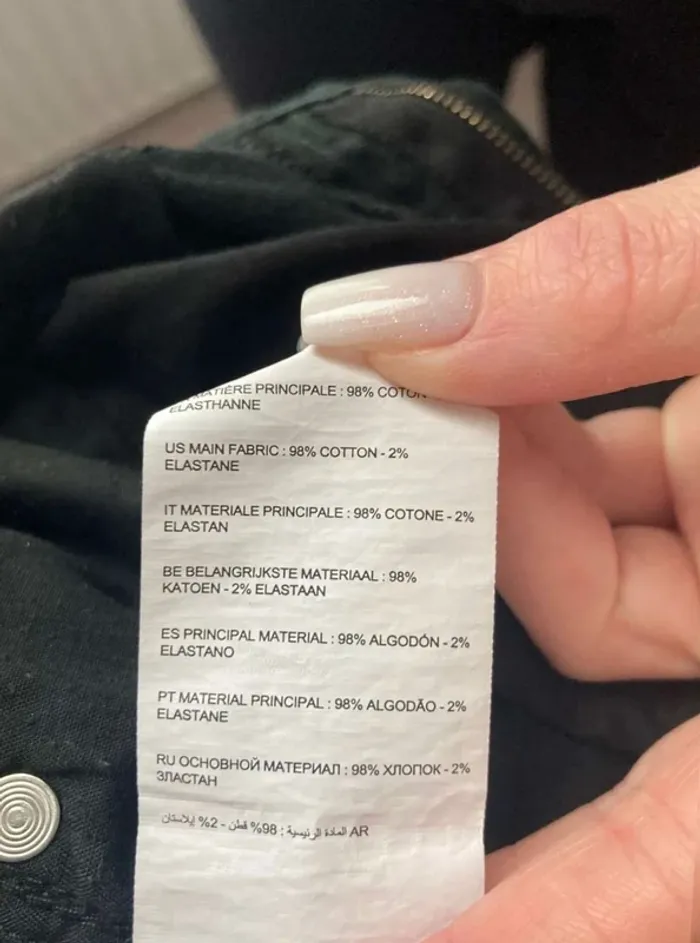 PRINCIPALE : 98%
ELASTHANNE
US MAIN FABRIC : 98% COTTON - 2%
ELASTANE
IT MATERIALE PRINCIPALE : 98% COTONE - 2%
ELASTAN
BE BELANGRIJKSTE MATERIAAL : 98%
KATOEN - 2% ELASTAAN
ES PRINCIPAL MATERIAL : 98% ALGODÓN - 2%
ELASTANO
PT MATERIAL PRINCIPAL : 98% ALGODÃO - 2%
ELASTANE
RU ОСНОВНОЙ МАТЕРИАЛ : 98% ХЛОПОК - 2%
ЭЛАСТАН
AR المادة الرئيسية : 98% قطن - 2% إيلاستان